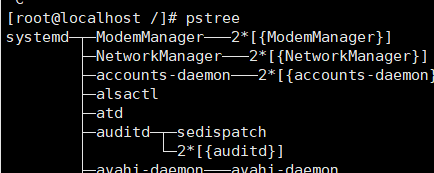 [root@localhost /]# pstree
systemd─┬─ModemManager───2*[{ModemManager}]
        ├─NetworkManager───2*[{NetworkManager}]
        ├─accounts-daemon───2*[{accounts-daemon}
        ├─alsactl
        ├─atd
        ├─auditd─┬─sedispatch
        │        └─2*[{auditd}]
        ├─avahi-daemon───avahi-daemon